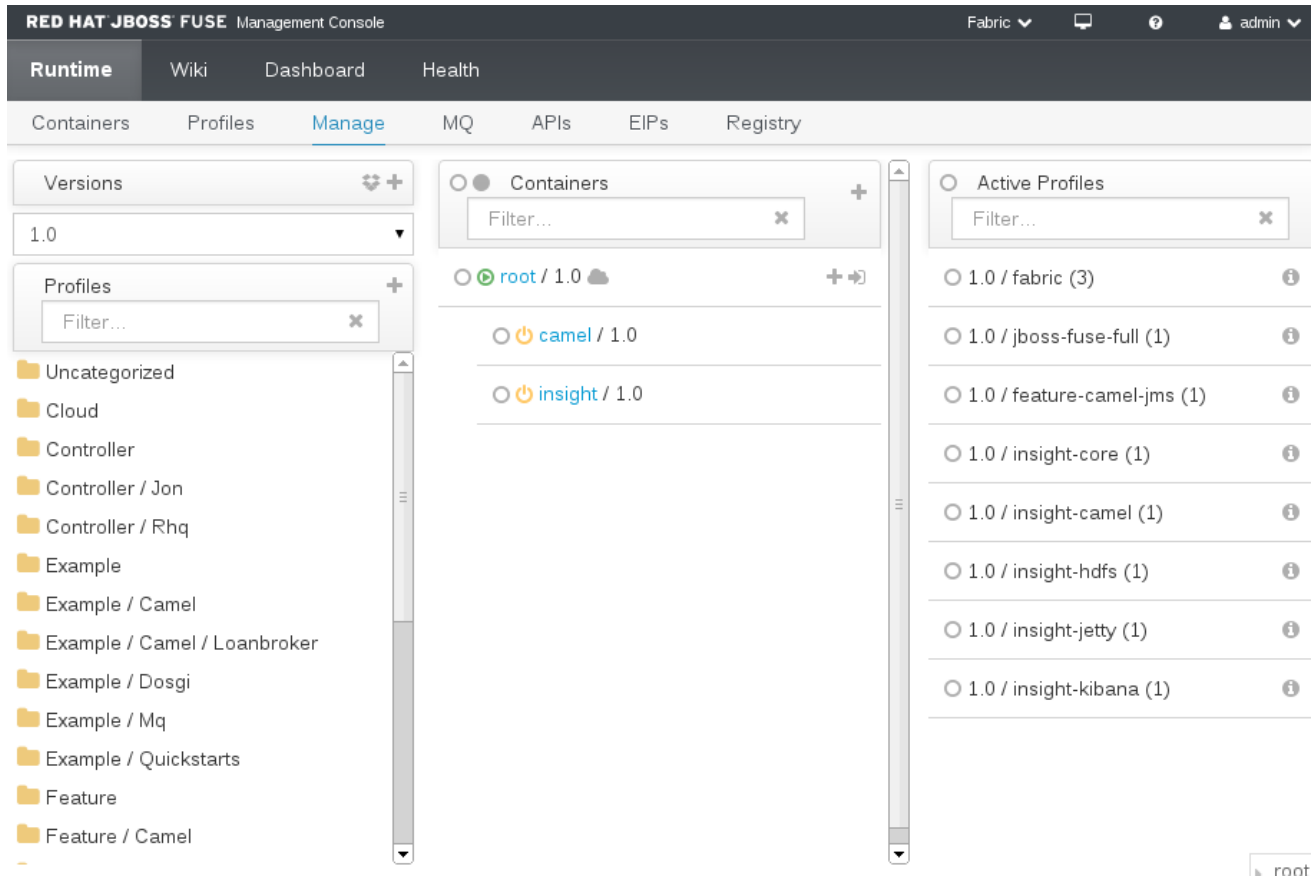 RED HAT JBOSS FUSE Management Console
Fabric
admin
Runtime Wiki Dashboard Health
Containers Profiles Manage MQ APIs EIPs Registry
Versions
1.0
Profiles
Filter...
Uncategorized
Cloud
Controller
Controller / Jon
Controller / Rhq
Example
Example / Camel
Example / Camel / Loanbroker
Example / Dosgi
Example / Mq
Example / Quickstarts
Feature
Feature / Camel
Containers
Filter...
root / 1.0
camel / 1.0
insight / 1.0
Active Profiles
Filter...
1.0 / fabric (3)
1.0 / jboss-fuse-full (1)
1.0 / feature-camel-jms (1)
1.0 / insight-core (1)
1.0 / insight-camel (1)
1.0 / insight-hdfs (1)
1.0 / insight-jetty (1)
1.0 / insight-kibana (1)
root